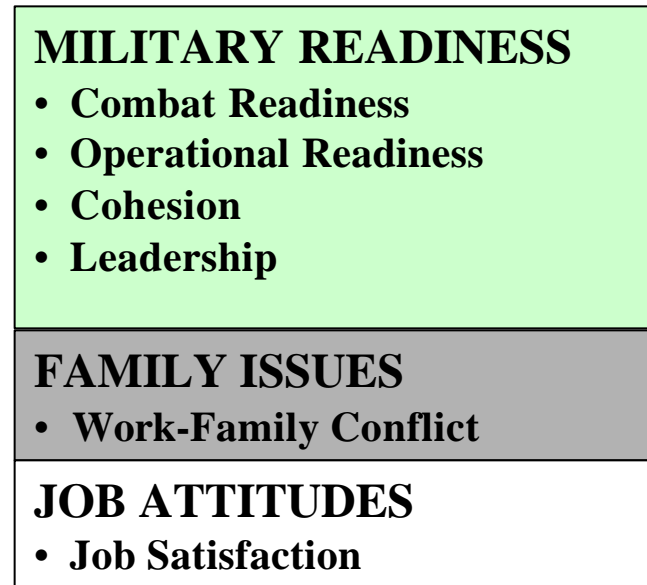 MILITARY READINESS
• Combat Readiness
• Operational Readiness
• Cohesion
• Leadership
FAMILY ISSUES
• Work-Family Conflict
JOB ATTITUDES
• Job Satisfaction